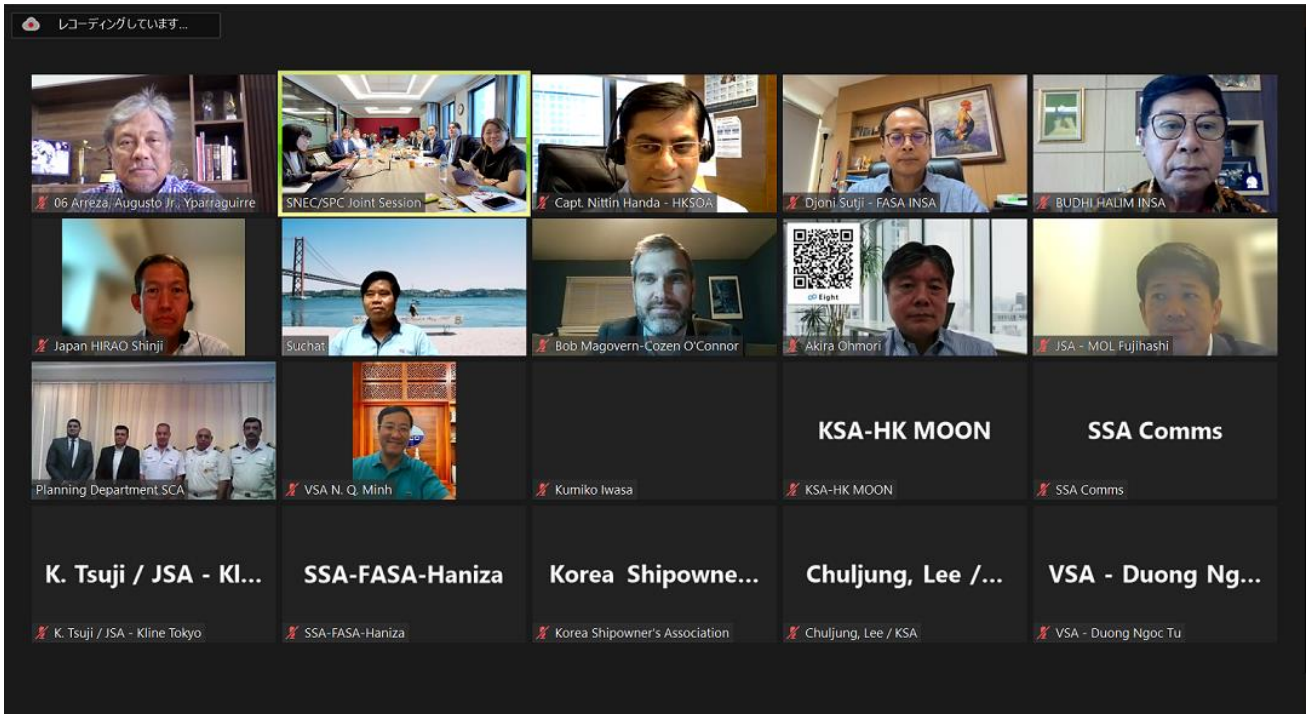 レコーディングしています...
06 Arreza, Augusto Jr., Yparraguirre
SNEC/SPC Joint Session
Capt. Nittin Handa - HKSOA
Djoni Sutji - FASA INSA
BUDHI HALIM INSA
Japan HIRAO Shinji
Suchat
Bob Magovern-Cozen O'Connor
Eight
Akira Ohmori
JSA - MOL Fujihashi
Planning Department SCA
VSA N. Q. Minh
Kumiko Iwasa
KSA-HK MOON
KSA-HK MOON
SSA Comms
SSA Comms
K. Tsuji / JSA - Kl...
K. Tsuji / JSA - Kline Tokyo
SSA-FASA-Haniza
SSA-FASA-Haniza
Korea Shipowne...
Korea Shipowner's Association
Chuljung, Lee /...
Chuljung, Lee / KSA
VSA - Duong Ng...
VSA - Duong Ngoc Tu